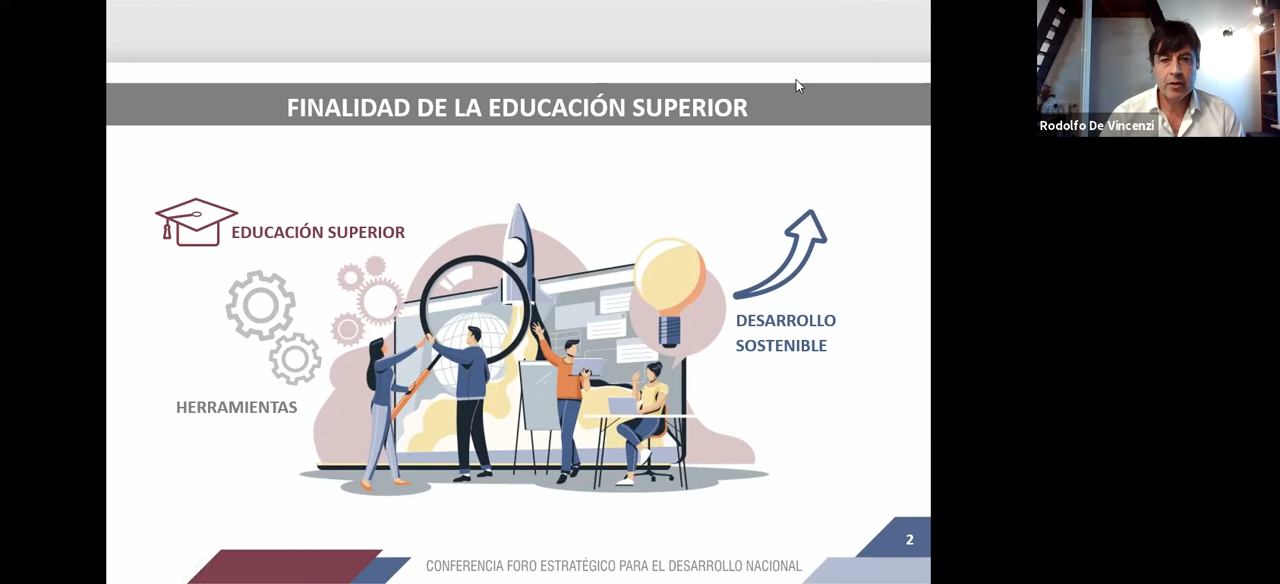 FINALIDAD DE LA EDUCACIÓN SUPERIOR
Rodolfo De Vincenzi
EDUCACIÓN SUPERIOR
DESARROLLO
SOSTENIBLE
HERRAMIENTAS
2
CONFERENCIA FORO ESTRATÉGICO PARA EL DESARROLLO NACIONAL